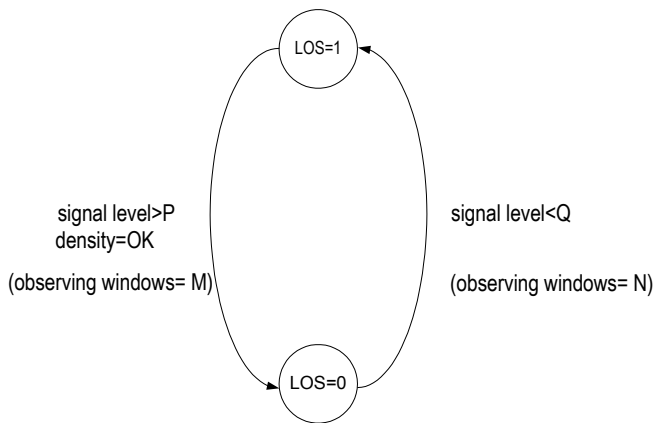 LOS=1
signal level>P
density=OK
(observing windows= M)
signal level<Q
(observing windows= N)
LOS=0